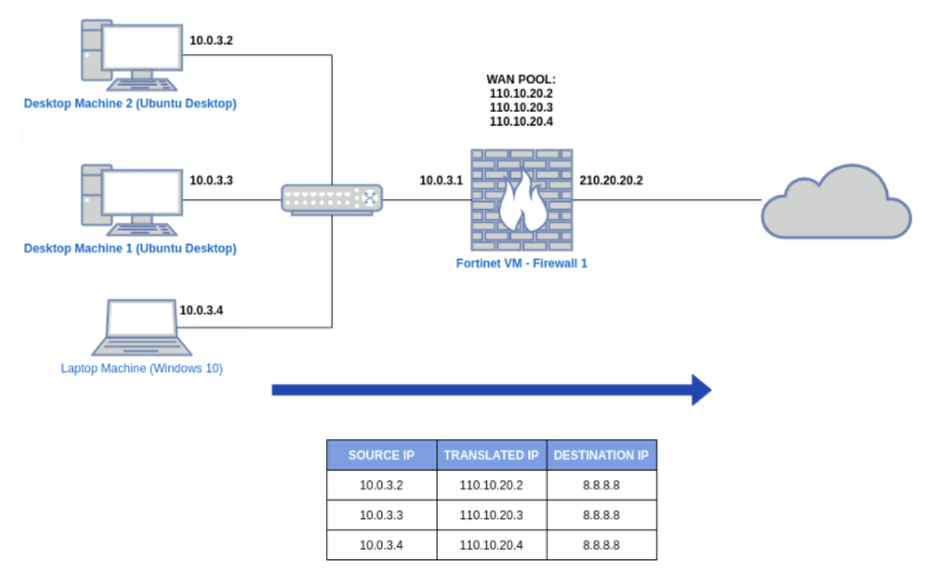 10.0.3.2
Desktop Machine 2 (Ubuntu Desktop)
WAN POOL:
110.10.20.2
110.10.20.3
110.10.20.4
10.0.3.3
10.0.3.1
210.20.20.2
Desktop Machine 1 (Ubuntu Desktop)
Fortinet VM - Firewall 1
10.0.3.4
Laptop Machine (Windows 10)
SOURCE IP TRANSLATED IP DESTINATION IP
10.0.3.2 110.10.20.2 8.8.8.8
10.0.3.3 110.10.20.3 8.8.8.8
10.0.3.4 110.10.20.4 8.8.8.8